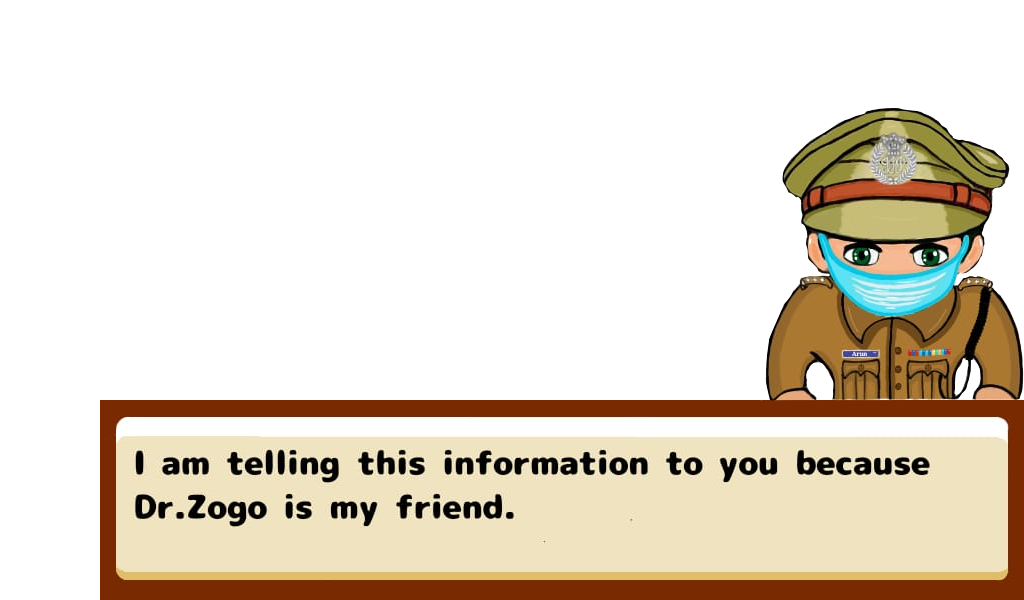 Arun
I am telling this information to you because
Dr.Zogo is my friend.